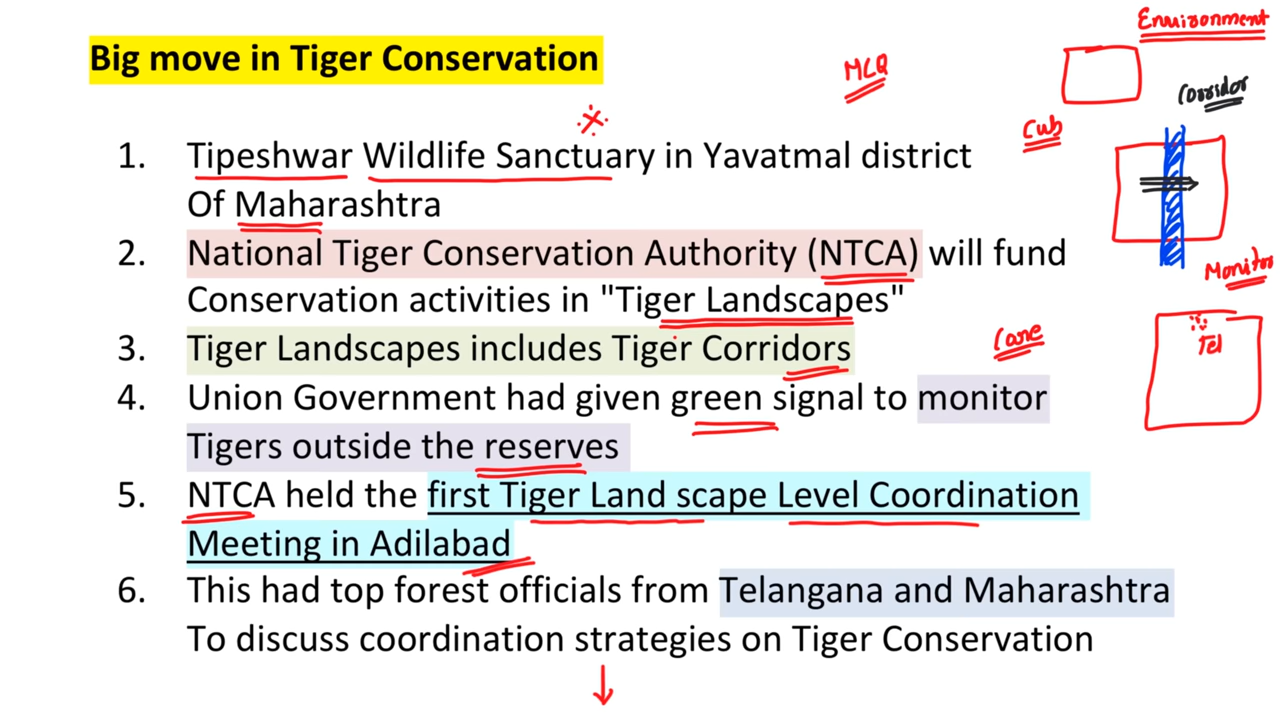 Environment
Big move in Tiger Conservation
MCQ
Corridor
Cub
1. Tipeshwar Wildlife Sanctuary in Yavatmal district
Of Maharashtra
2. National Tiger Conservation Authority (NTCA) will fund
Conservation activities in "Tiger Landscapes"
Monitor
3. Tiger Landscapes includes Tiger Corridors
Core
Tel
4. Union Government had given green signal to monitor
Tigers outside the reserves
5. NTCA held the first Tiger Land scape Level Coordination
Meeting in Adilabad
6. This had top forest officials from Telangana and Maharashtra
To discuss coordination strategies on Tiger Conservation